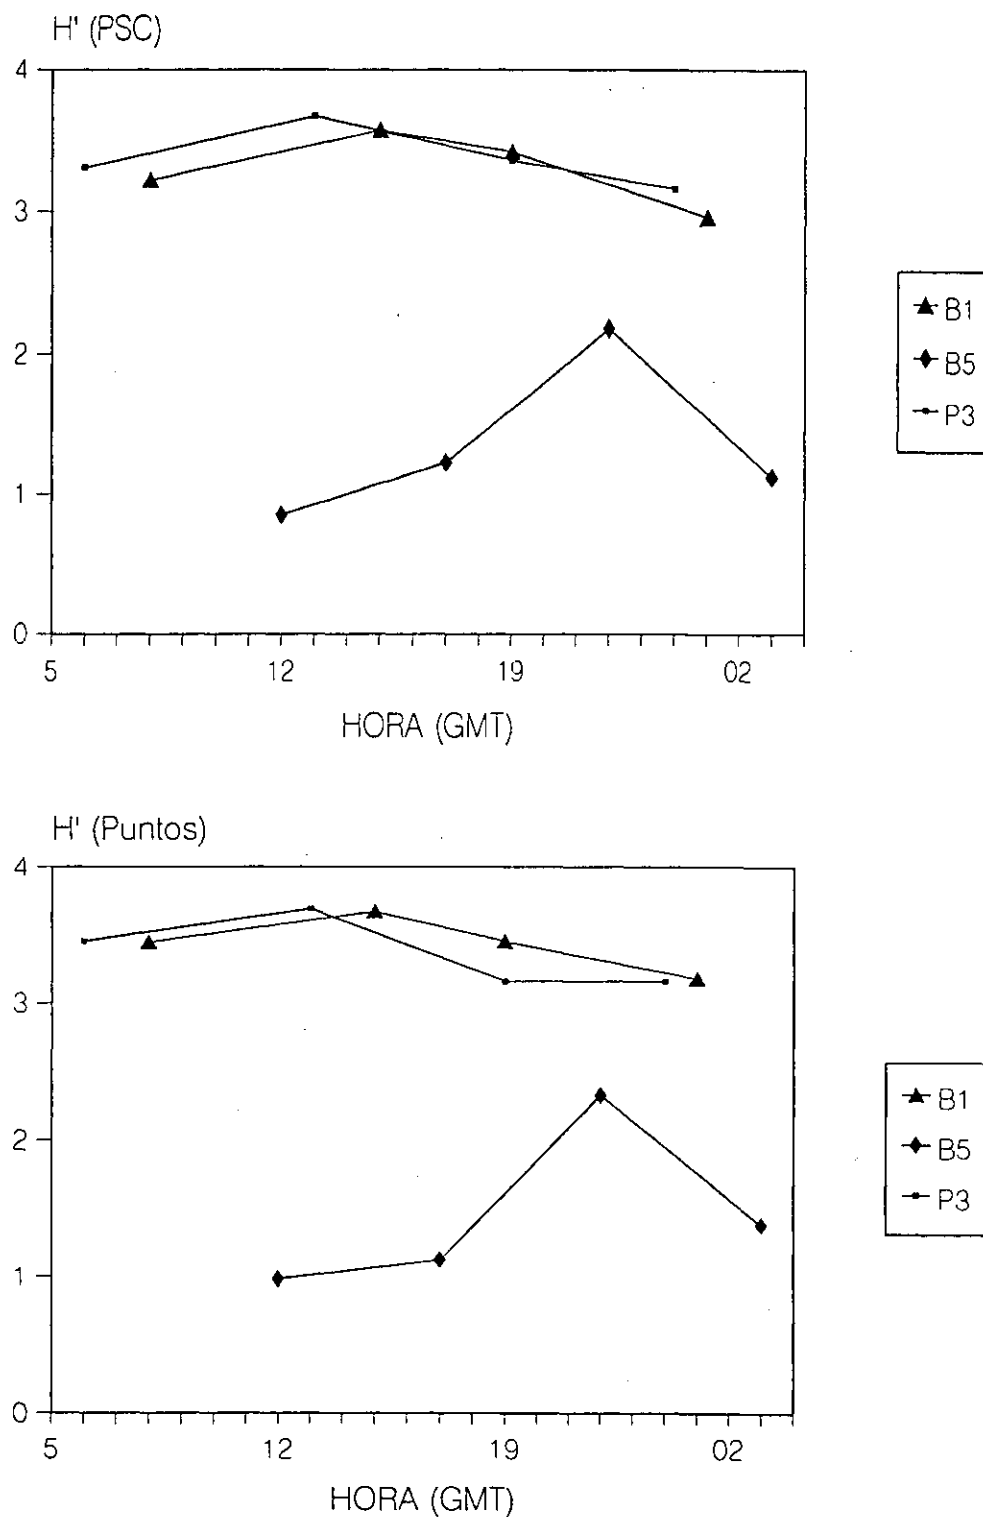 H' (PSC)
4
3
2
1
0
5 12 19 02
HORA (GMT)
B1
B5
P3
H' (Puntos)
4
3
2
1
0
5 12 19 02
HORA (GMT)
B1
B5
P3